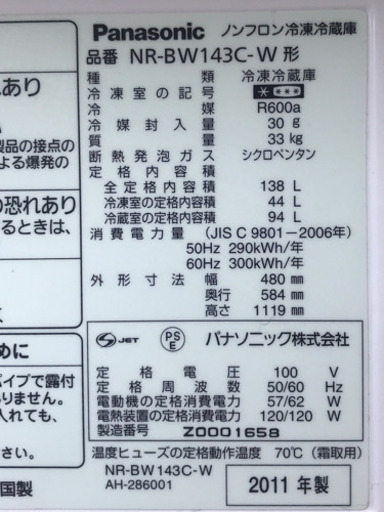 Panasonic ノンフロン冷凍冷蔵庫
品番 NR-BW143C-W形
種類 冷凍冷蔵庫
冷凍室の記号 ****
冷媒 R600a
冷媒封入量 30 g
質量 33 kg
断熱発泡ガス シクロペンタン
定格内容積
全定格内容積 138 L
冷凍室の定格内容積 44 L
冷蔵室の定格内容積 94 L
消費電力量 (JIS C 9801-2006年)
50Hz 290kWh/年
60Hz 300kWh/年
外形寸法 幅 480 mm
奥行 584 mm
高さ 1119 mm
S JET PS E パナソニック株式会社
定格電圧 100 V
定格周波数 50/60 Hz
電動機の定格消費電力 57/62 W
電熱装置の定格消費電力 120/120 W
製造番号 Z0001658
温度ヒューズの定格動作温度 70℃(霜取用)
NR-BW143C-W
AH-286001
2011年製
れあり
製品の接点の
よる爆発の
の恐れあり
るときは、
めに
パイプで露付
ありません。
入れても、
国製